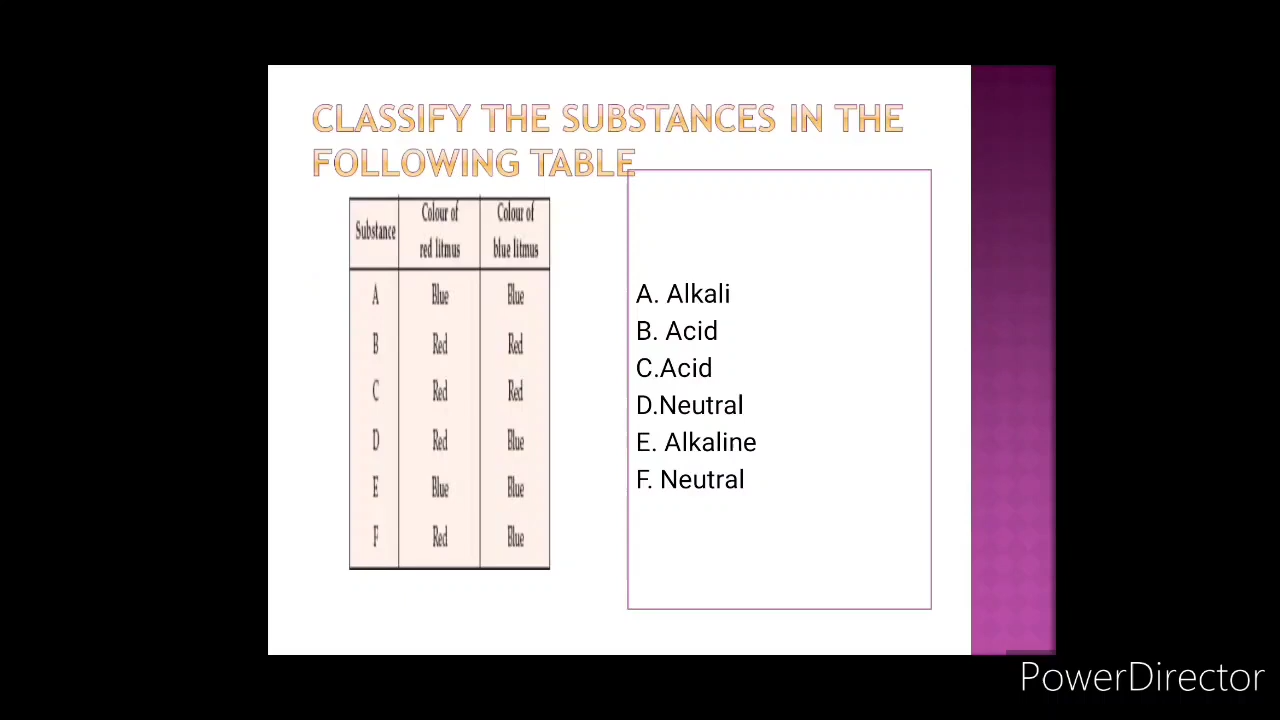 CLASSIFY THE SUBSTANCES IN THE
FOLLOWING TABLE
Substance Colour of red litmus Colour of blue litmus
A Blue Blue
B Red Red
C Red Red
D Red Blue
E Blue Blue
F Red Blue
A. Alkali
B. Acid
C.Acid
D.Neutral
E. Alkaline
F. Neutral
PowerDirector